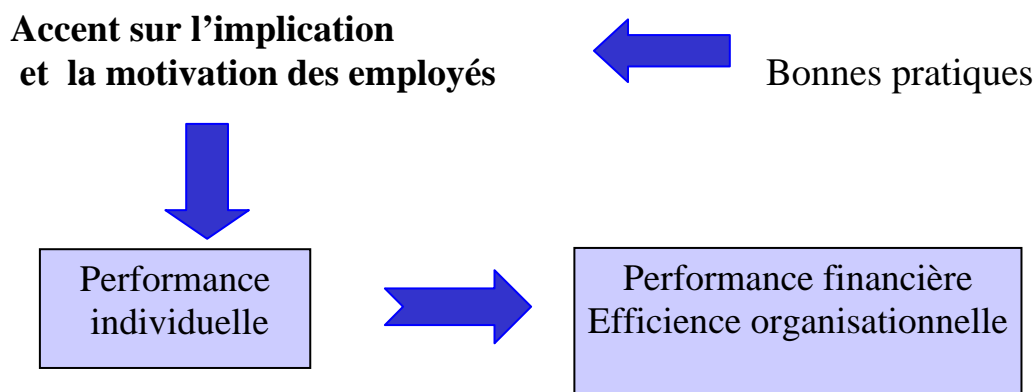 Accent sur l’implication
et la motivation des employés
Bonnes pratiques
Performance
individuelle
Performance financière
Efficience organisationnelle